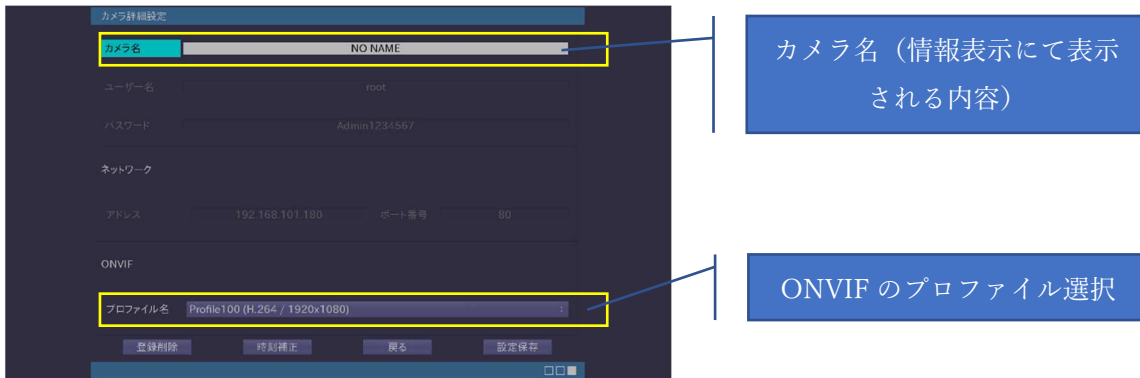 カメラ詳細設定
カメラ名 NO NAME
ユーザー名 root
パスワード Admin1234567
ネットワーク
アドレス 192.168.101.180 ポート番号 80
ONVIF
プロファイル名 Profile100 (H.264 / 1920x1080)
登録削除 時刻補正 戻る 設定保存
カメラ名（情報表示にて表示
される内容）
ONVIF のプロファイル選択